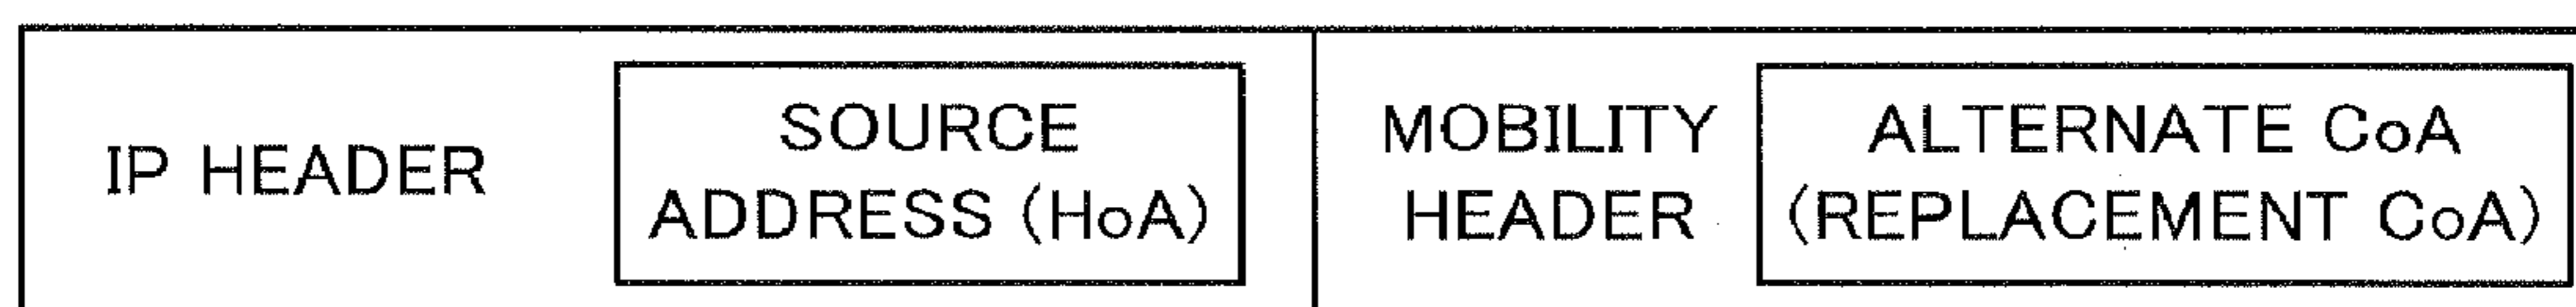 IP HEADER
SOURCE
ADDRESS (HoA)
MOBILITY
HEADER
ALTERNATE CoA
(REPLACEMENT CoA)